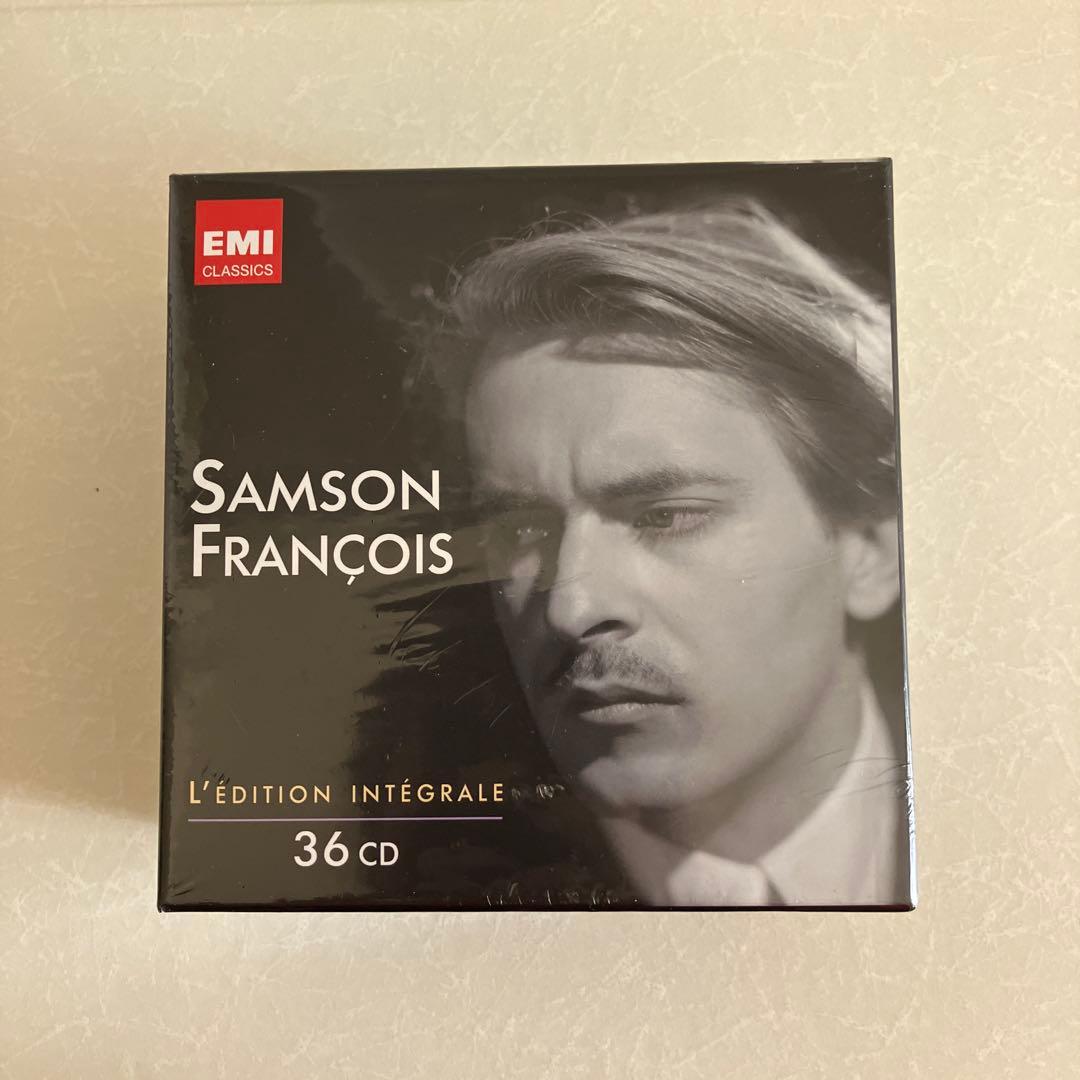 EMI
CLASSICS
SAMSON
FRANÇOIS
L'ÉDITION INTÉGRALE
36 CD